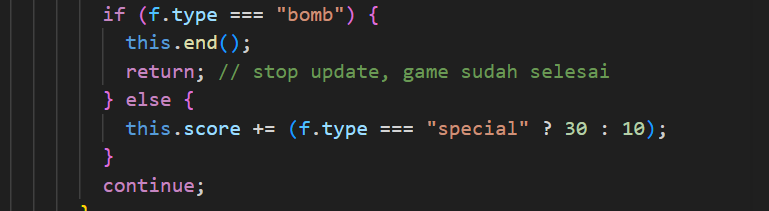 if (f.type === "bomb") {
this.end();
return; // stop update, game sudah selesai
} else {
this.score += (f.type === "special" ? 30 : 10);
}
continue;
}